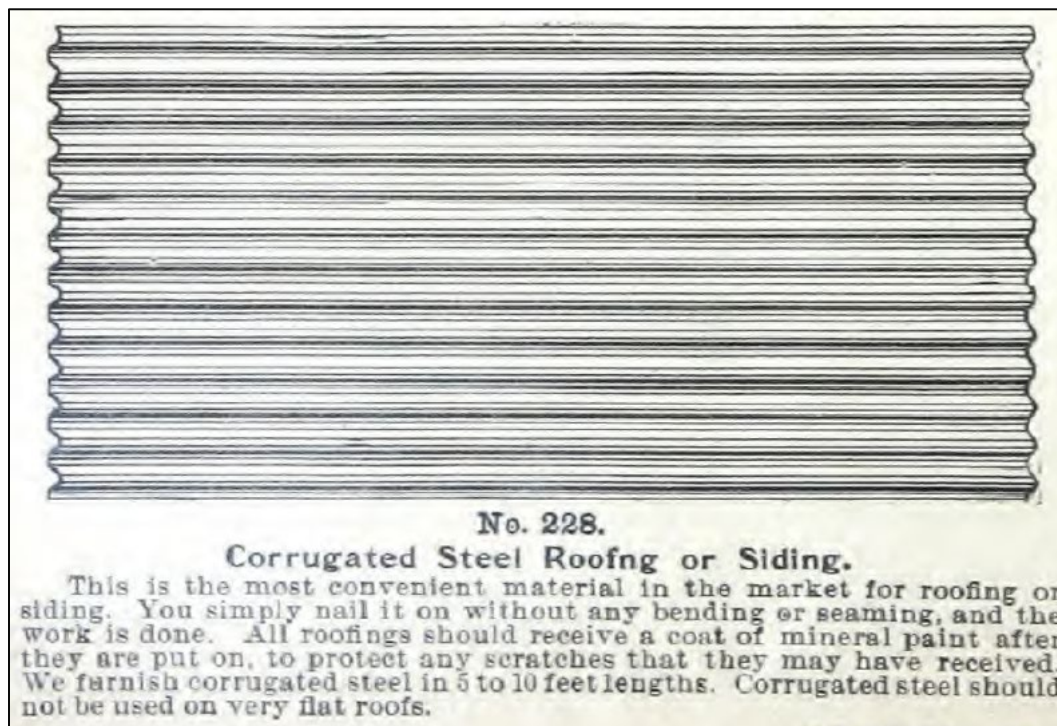 No. 228.
Corrugated Steel Roofng or Siding.
This is the most convenient material in the market for roofing or
siding. You simply nail it on without any bending or seaming, and the
work is done. All roofings should receive a coat of mineral paint after
they are put on, to protect any scratches that they may have received.
We furnish corrugated steel in 5 to 10 feet lengths. Corrugated steel should
not be used on very flat roofs.